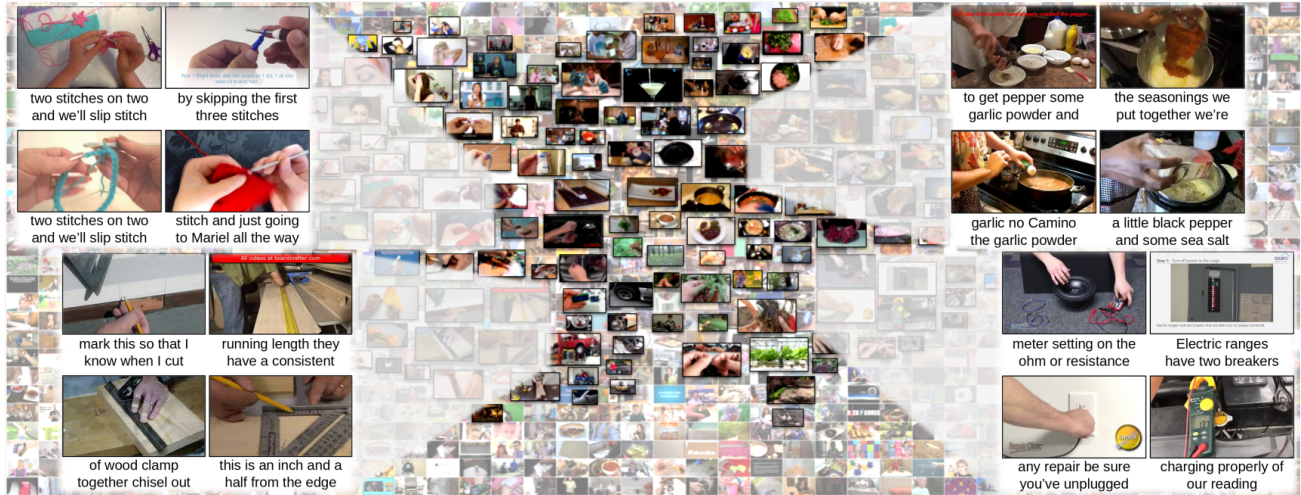 two stitches on two
and we'll slip stitch
by skipping the first
three stitches
two stitches on two
and we'll slip stitch
stitch and just going
to Mariel all the way
to get pepper some
garlic powder and
the seasonings we
put together we're
garlic no Camino
the garlic powder
a little black pepper
and some sea salt
All videos at boardcrafter.com
mark this so that I
know when I cut
running length they
have a consistent
of wood clamp
together chisel out
this is an inch and a
half from the edge
meter setting on the
ohm or resistance
Electric ranges
have two breakers
RepairClinic
any repair be sure
you've unplugged
charging properly of
our reading